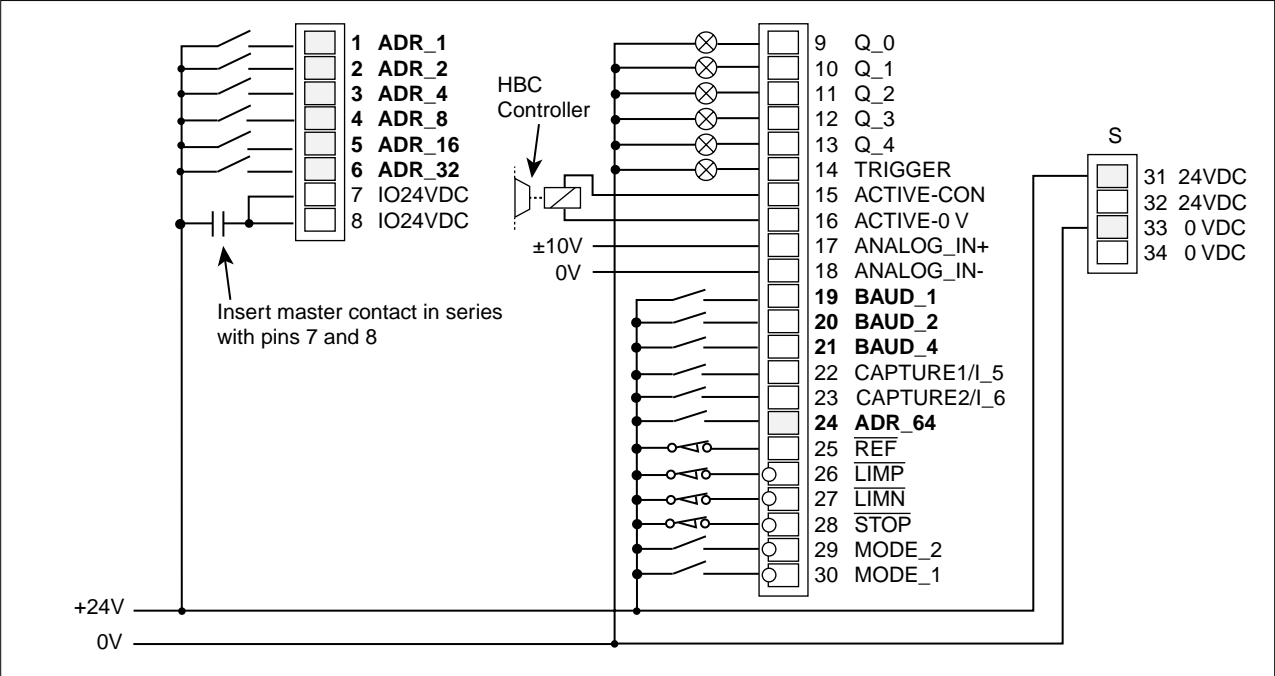 1 ADR_1
2 ADR_2
3 ADR_4
4 ADR_8
5 ADR_16
6 ADR_32
7 IO24VDC
8 IO24VDC
Insert master contact in series
with pins 7 and 8
HBC
Controller
±10V
0V
9 Q_0
10 Q_1
11 Q_2
12 Q_3
13 Q_4
14 TRIGGER
15 ACTIVE-CON
16 ACTIVE-0 V
17 ANALOG_IN+
18 ANALOG_IN-
19 BAUD_1
20 BAUD_2
21 BAUD_4
22 CAPTURE1/I_5
23 CAPTURE2/I_6
24 ADR_64
25 R̅E̅F̅
26 L̅I̅M̅P̅
27 L̅I̅M̅N̅
28 S̅T̅O̅P̅
29 MODE_2
30 MODE_1
S
31 24VDC
32 24VDC
33 0 VDC
34 0 VDC
+24V
0V